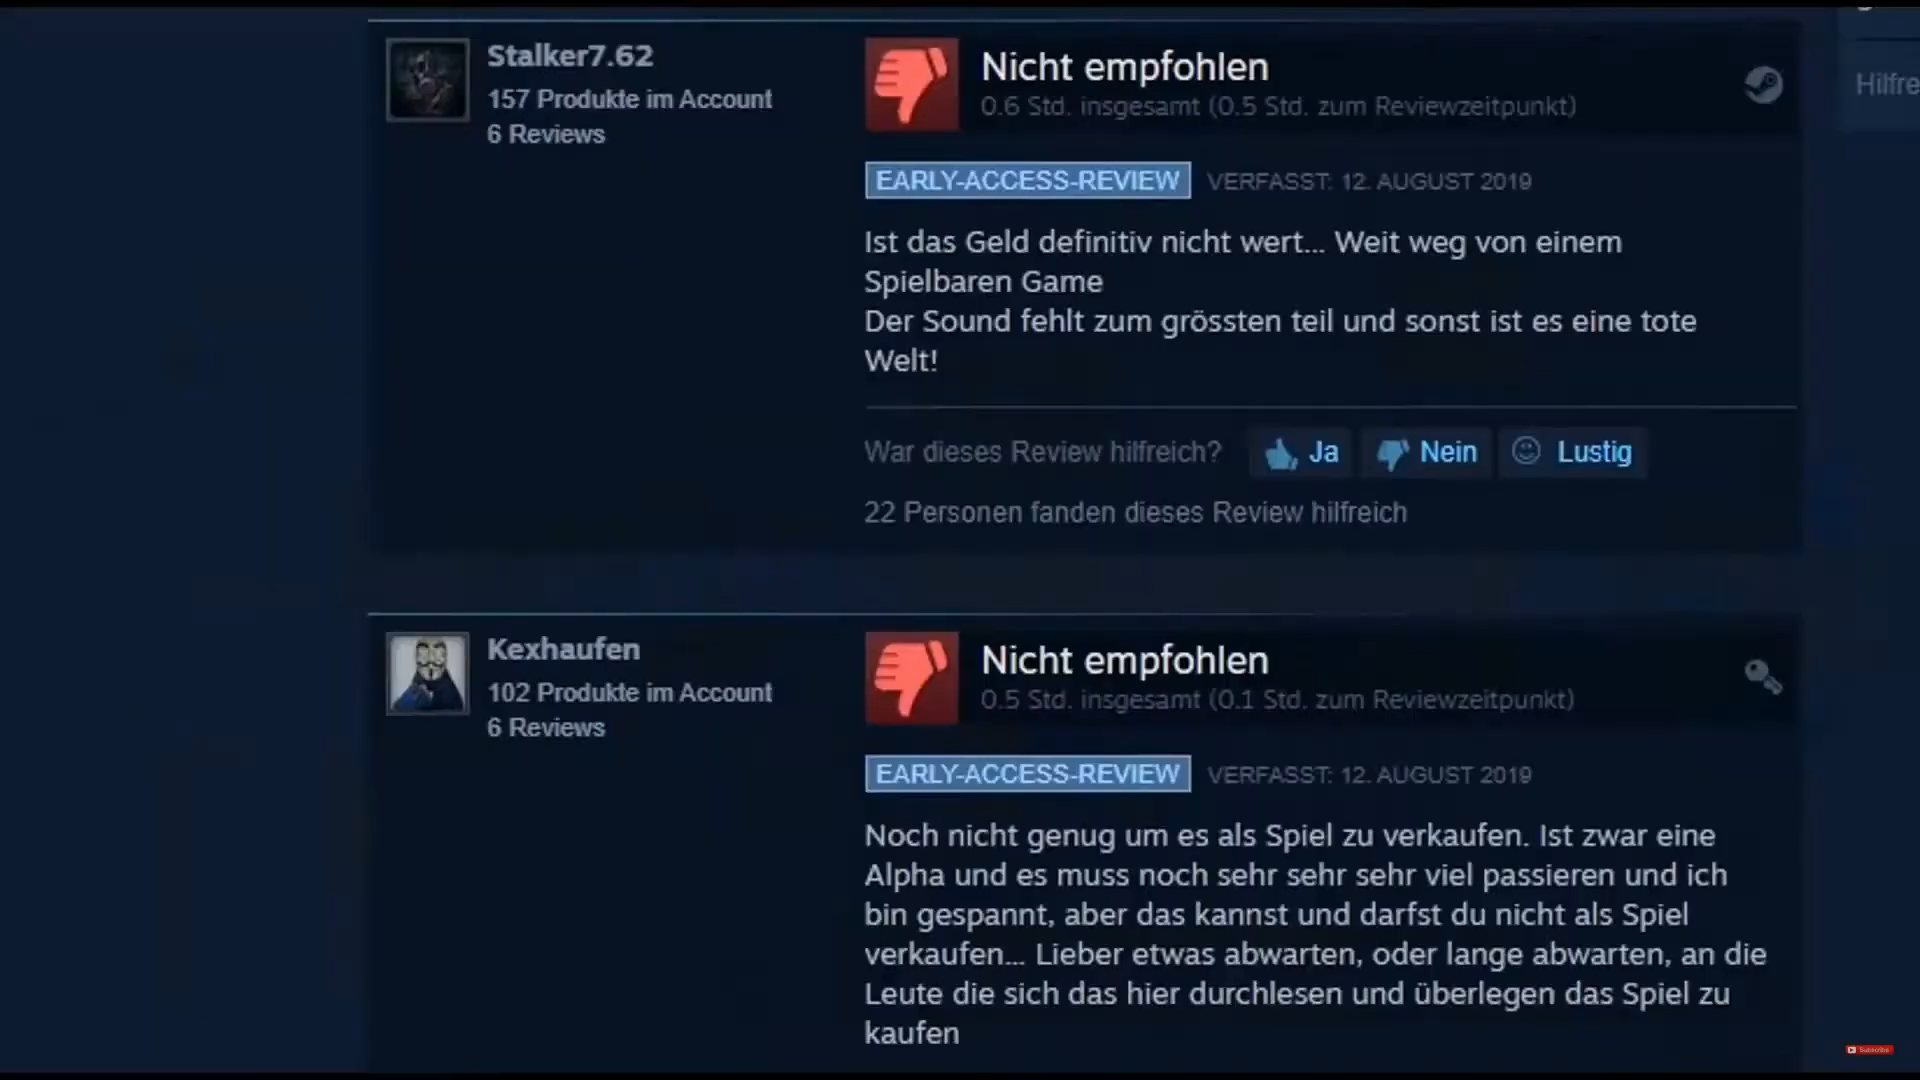 Stalker7.62
157 Produkte im Account
6 Reviews
Nicht empfohlen
0.6 Std. insgesamt (0.5 Std. zum Reviewzeitpunkt)
EARLY-ACCESS-REVIEW VERFASST: 12. AUGUST 2019
Ist das Geld definitiv nicht wert... Weit weg von einem
Spielbaren Game
Der Sound fehlt zum grössten teil und sonst ist es eine tote
Welt!
War dieses Review hilfreich? Ja Nein Lustig
22 Personen fanden dieses Review hilfreich
Hilfre
Kexhaufen
102 Produkte im Account
6 Reviews
Nicht empfohlen
0.5 Std. insgesamt (0.1 Std. zum Reviewzeitpunkt)
EARLY-ACCESS-REVIEW VERFASST: 12. AUGUST 2019
Noch nicht genug um es als Spiel zu verkaufen. Ist zwar eine
Alpha und es muss noch sehr sehr sehr viel passieren und ich
bin gespannt, aber das kannst und darfst du nicht als Spiel
verkaufen... Lieber etwas abwarten, oder lange abwarten, an die
Leute die sich das hier durchlesen und überlegen das Spiel zu
kaufen
Subscribe